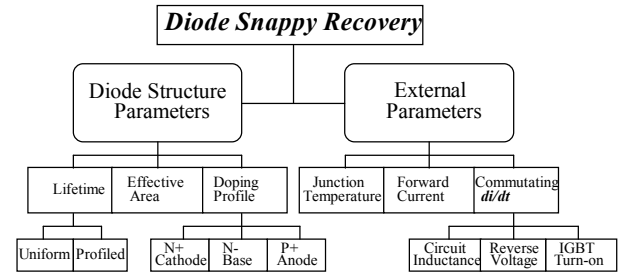 Diode Snappy Recovery
Diode Structure
Parameters
External
Parameters
Lifetime
Effective
Area
Doping
Profile
Junction
Temperature
Forward
Current
Commutating
di/dt
Uniform
Profiled
N+
Cathode
N-
Base
P+
Anode
Circuit
Inductance
Reverse
Voltage
IGBT
Turn-on